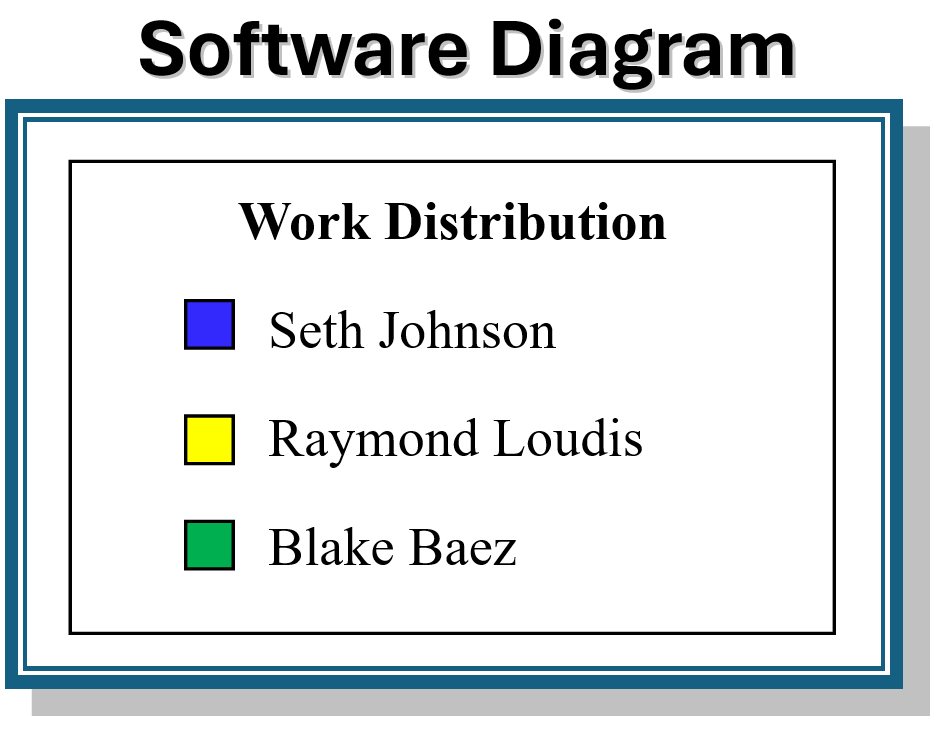 Software Diagram
Work Distribution
Seth Johnson
Raymond Loudis
Blake Baez